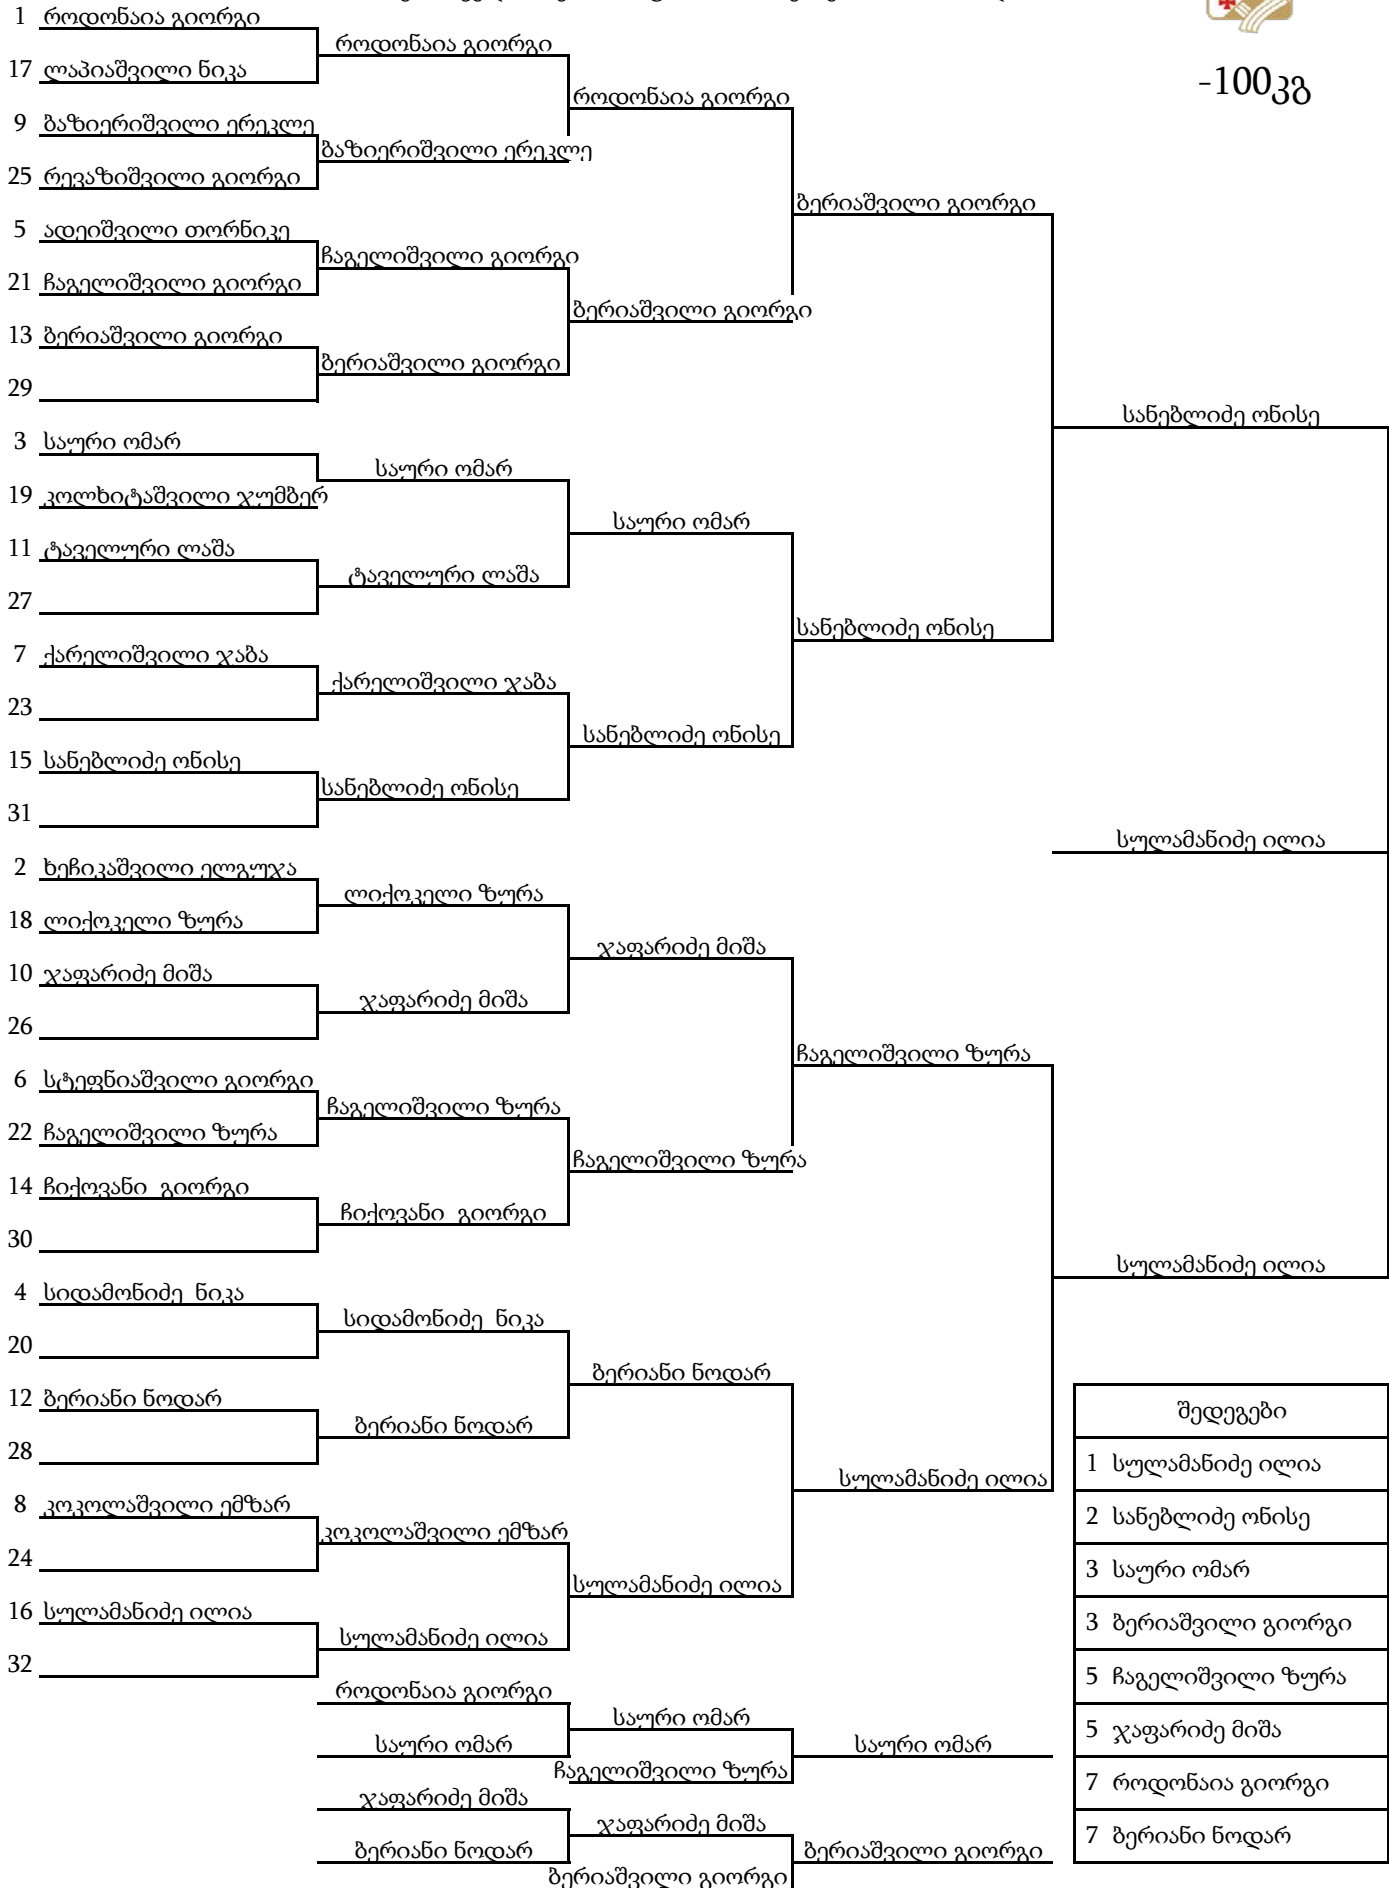 1 როდონაია გიორგი
როდონაია გიორგი
17 ლაპიაშვილი ნიკა
-100კგ
როდონაია გიორგი
9 ბაზიერიშვილი ერეკლე
ბაზიერიშვილი ერეკლე
25 რევაზიშვილი გიორგი
ბერიაშვილი გიორგი
5 ადეიშვილი თორნიკე
ჩაგელიშვილი გიორგი
21 ჩაგელიშვილი გიორგი
ბერიაშვილი გიორგი
13 ბერიაშვილი გიორგი
ბერიაშვილი გიორგი
29
სანებლიძე ონისე
3 საური ომარ
საური ომარ
19 კოლხიტაშვილი ჯუმბერ
საური ომარ
11 ტაველური ლაშა
ტაველური ლაშა
27
სანებლიძე ონისე
7 ქარელიშვილი ჯაბა
ქარელიშვილი ჯაბა
23
სანებლიძე ონისე
15 სანებლიძე ონისე
სანებლიძე ონისე
31
სულამანიძე ილია
2 ხეჩიკაშვილი ელგუჯა
ლიქოკელი ზურა
18 ლიქოკელი ზურა
ჯაფარიძე მიშა
10 ჯაფარიძე მიშა
ჯაფარიძე მიშა
26
ჩაგელიშვილი ზურა
6 სტეფნიაშვილი გიორგი
ჩაგელიშვილი ზურა
22 ჩაგელიშვილი ზურა
ჩაგელიშვილი ზურა
14 ჩიქოვანი გიორგი
ჩიქოვანი გიორგი
30
სულამანიძე ილია
4 სიდამონიძე ნიკა
სიდამონიძე ნიკა
20
ბერიანი ნოდარ
12 ბერიანი ნოდარ
ბერიანი ნოდარ
28
სულამანიძე ილია
8 კოკოლაშვილი ემზარ
კოკოლაშვილი ემზარ
24
სულამანიძე ილია
16 სულამანიძე ილია
სულამანიძე ილია
32
როდონაია გიორგი
საური ომარ
საური ომარ
საური ომარ
ჩაგელიშვილი ზურა
ჯაფარიძე მიშა
ჯაფარიძე მიშა
ბერიანი ნოდარ
ბერიაშვილი გიორგი
ბერიაშვილი გიორგი
შედეგები
1 სულამანიძე ილია
2 სანებლიძე ონისე
3 საური ომარ
3 ბერიაშვილი გიორგი
5 ჩაგელიშვილი ზურა
5 ჯაფარიძე მიშა
7 როდონაია გიორგი
7 ბერიანი ნოდარ